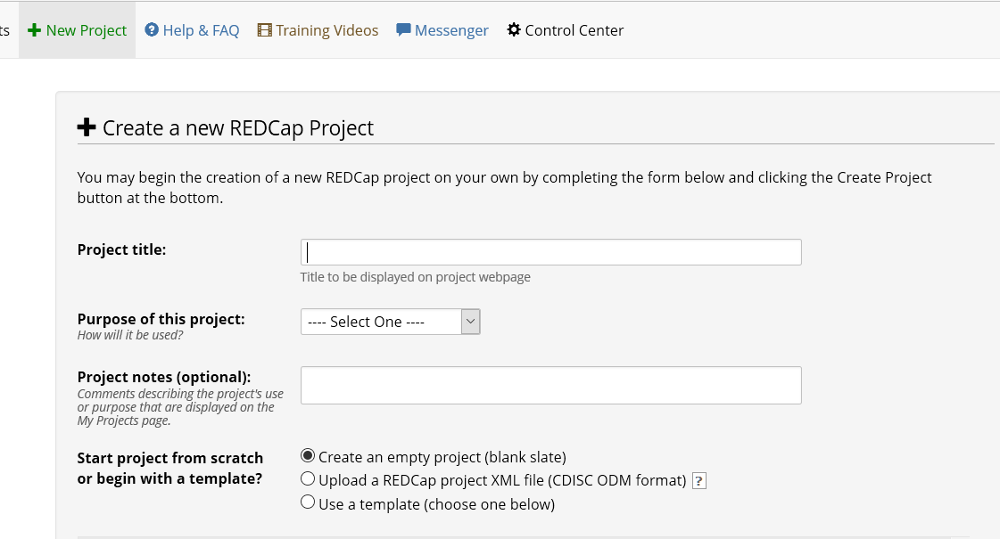 ts New Project Help & FAQ Training Videos Messenger Control Center
Create a new REDCap Project
You may begin the creation of a new REDCap project on your own by completing the form below and clicking the Create Project
button at the bottom.
Project title:
Title to be displayed on project webpage
Purpose of this project:
How will it be used?
---- Select One ----
Project notes (optional):
Comments describing the project's use
or purpose that are displayed on the
My Projects page.
Start project from scratch
or begin with a template?
Create an empty project (blank slate)
Upload a REDCap project XML file (CDISC ODM format) ?
Use a template (choose one below)